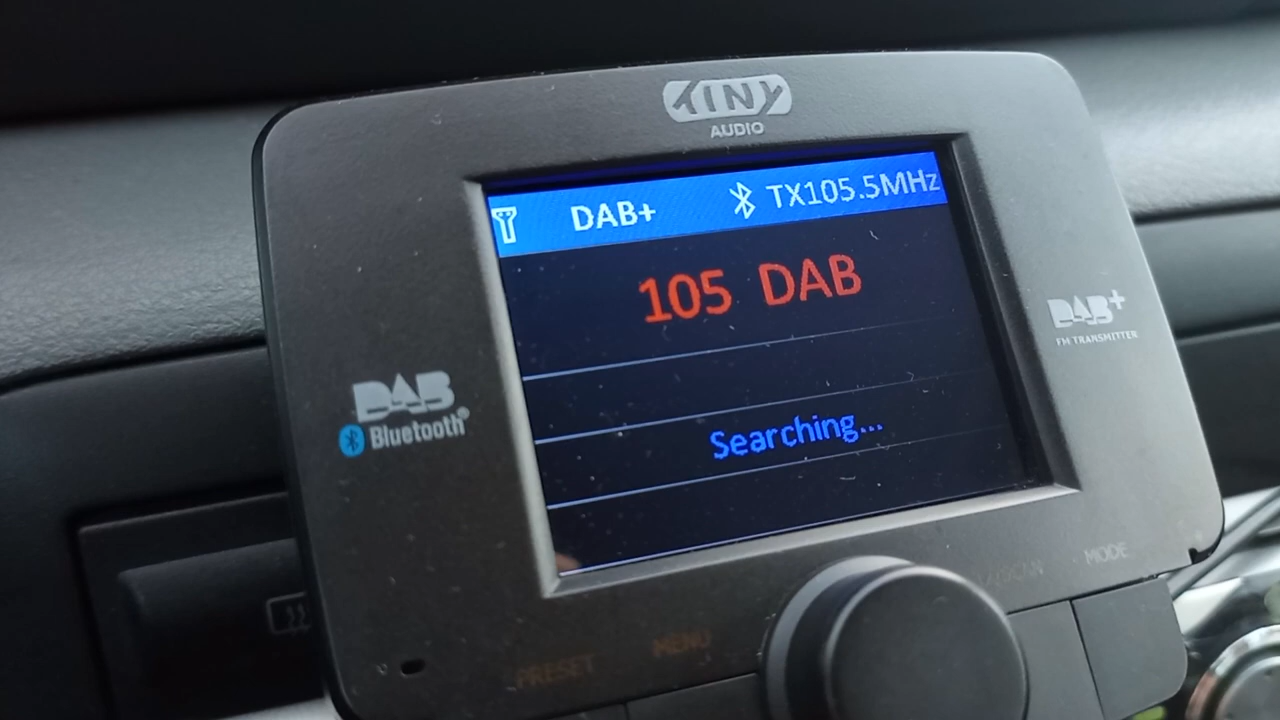 TINY
AUDIO
DAB+ TX105.5MHz
105 DAB
DAB+
FM TRANSMITTER
DAB
Bluetooth®
Searching...
MODE
MENU
PRESET